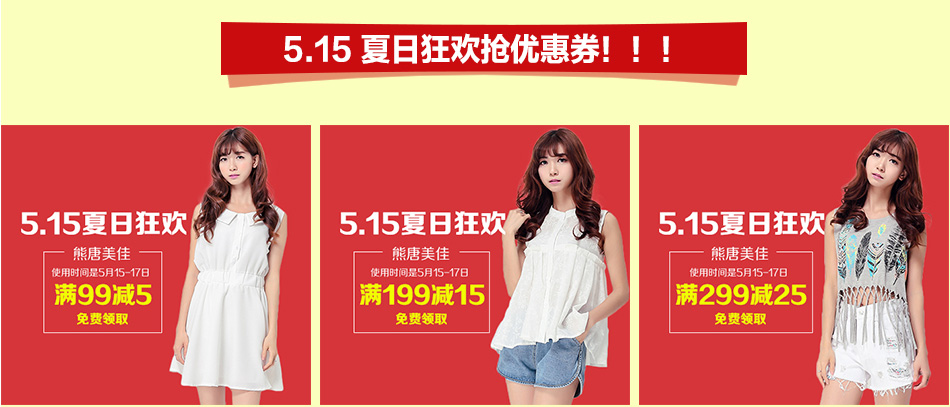 5.15 夏日狂欢抢优惠券！！！
5.15夏日狂欢
熊唐美佳
使用时间是5月15-17日
满99减5
免费领取
5.15夏日狂欢
熊唐美佳
使用时间是5月15-17日
满199减15
免费领取
5.15夏日狂欢
熊唐美佳
使用时间是5月15-17日
满299减25
免费领取